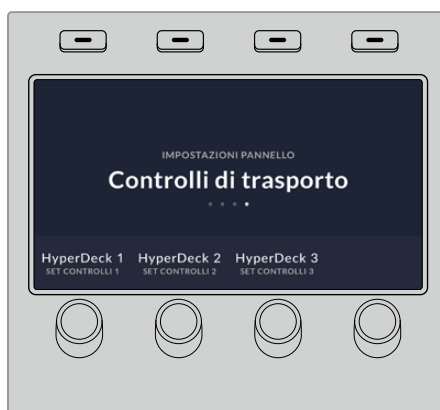 IMPOSTAZIONI PANNELLO
Controlli di trasporto
HyperDeck 1 HyperDeck 2 HyperDeck 3
SET CONTROLLI 1 SET CONTROLLI 2 SET CONTROLLI 3